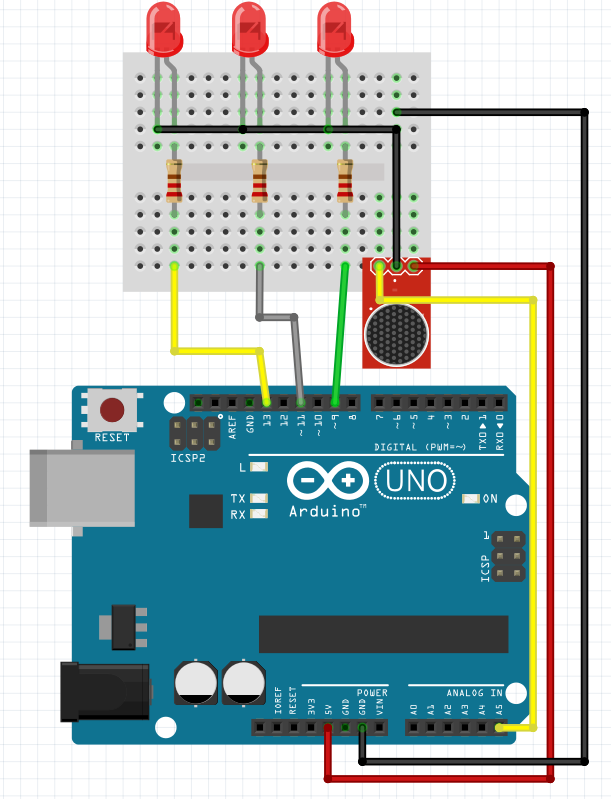 RESET
ICSP2
AREF
GND
13
12
~11
~10
~9
8
7
~6
~5
4
~3
2
TXD▶1
RXD◀0
DIGITAL (PWM=~)
L
TX
RX
UNO
ON
Arduino™
1
ICSP
POWER
ANALOG IN
IOREF
RESET
3V3
5V
GND
GND
VIN
A0
A1
A2
A3
A4
A5